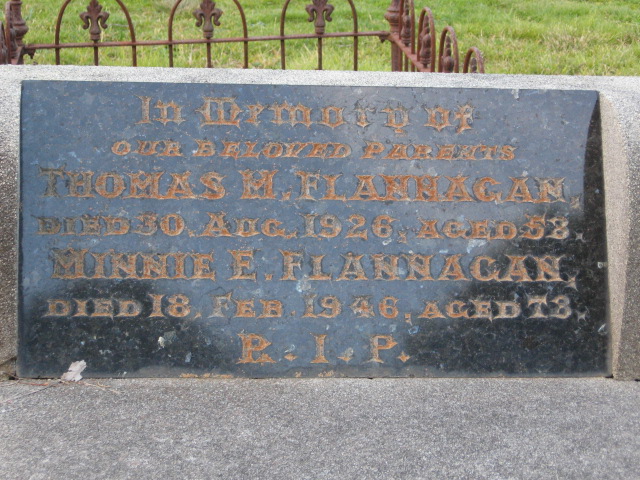 In Memory of
OUR BELOVED PARENTS
THOMAS M. FLANNAGAN,
DIED 30. AUG. 1926, AGED 53.
MINNIE E. FLANNAGAN,
DIED 18. FEB. 1946, AGED 73.
R. I. P.